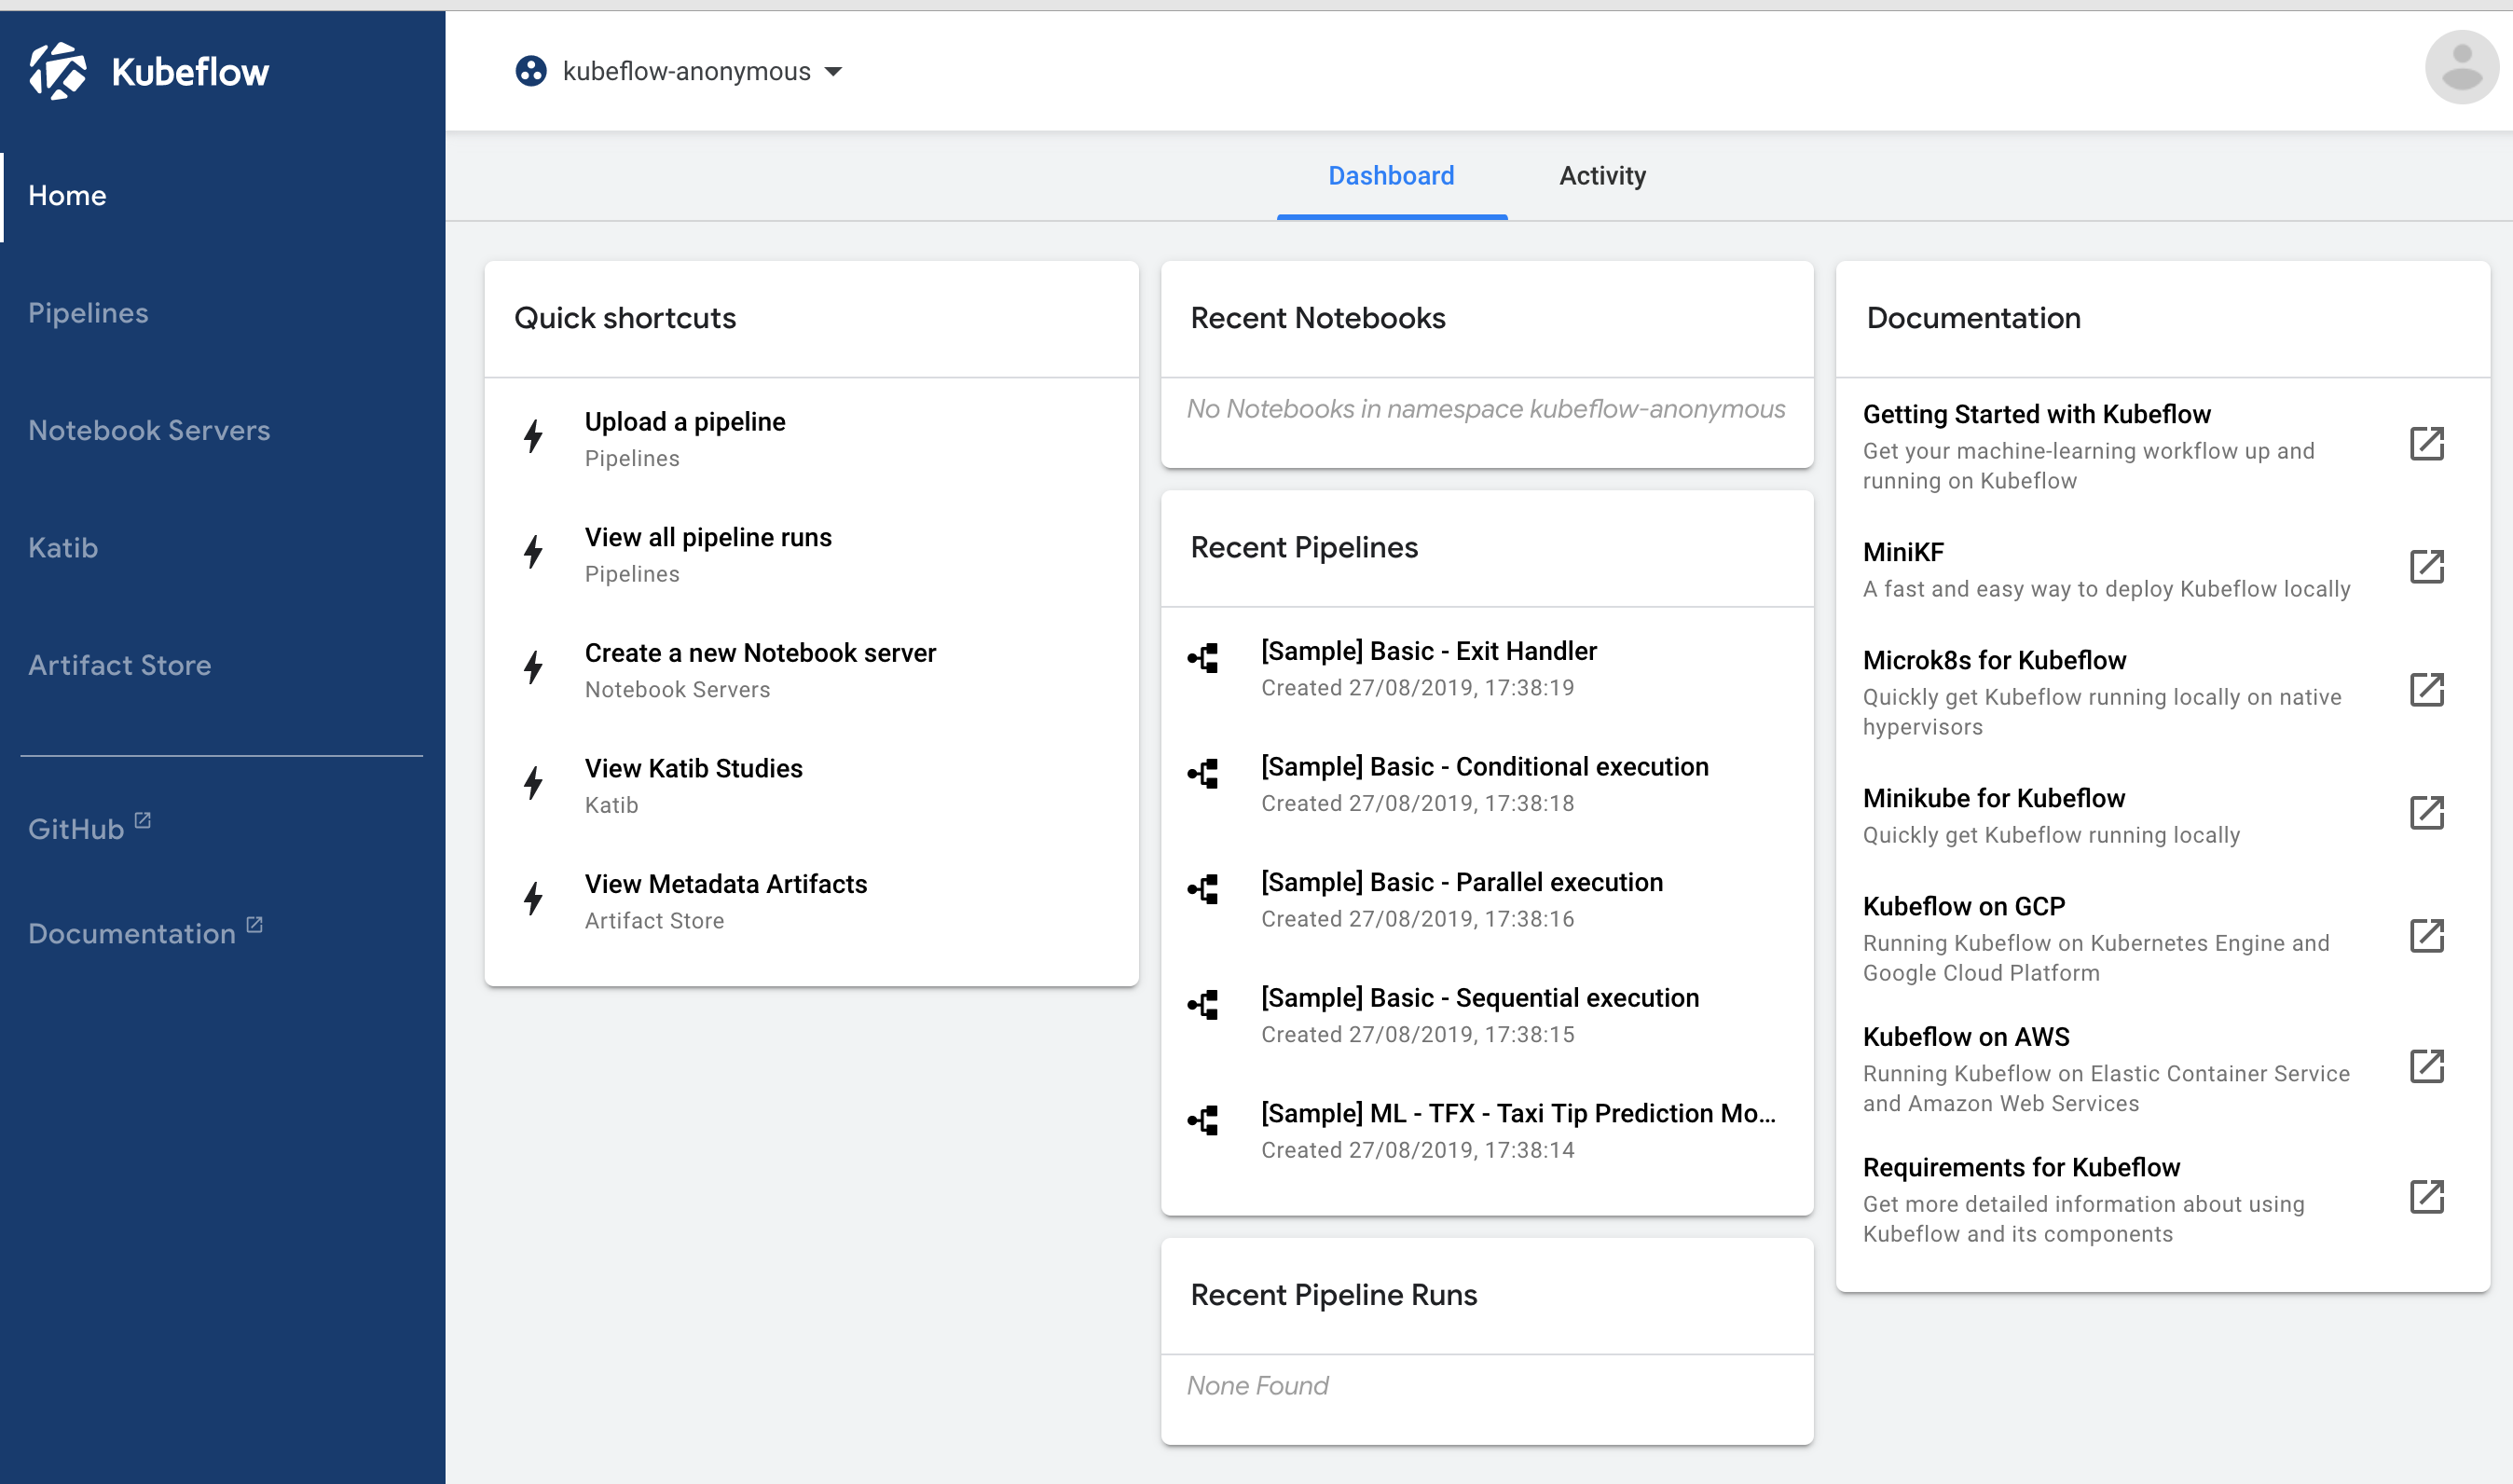 Kubeflow
Home
Pipelines
Notebook Servers
Katib
Artifact Store
GitHub
Documentation
kubeflow-anonymous
Dashboard
Activity
Quick shortcuts
Upload a pipeline
Pipelines
View all pipeline runs
Pipelines
Create a new Notebook server
Notebook Servers
View Katib Studies
Katib
View Metadata Artifacts
Artifact Store
Recent Notebooks
No Notebooks in namespace kubeflow-anonymous
Recent Pipelines
[Sample] Basic - Exit Handler
Created 27/08/2019, 17:38:19
[Sample] Basic - Conditional execution
Created 27/08/2019, 17:38:18
[Sample] Basic - Parallel execution
Created 27/08/2019, 17:38:16
[Sample] Basic - Sequential execution
Created 27/08/2019, 17:38:15
[Sample] ML - TFX - Taxi Tip Prediction Mo...
Created 27/08/2019, 17:38:14
Recent Pipeline Runs
None Found
Documentation
Getting Started with Kubeflow
Get your machine-learning workflow up and
running on Kubeflow
MiniKF
A fast and easy way to deploy Kubeflow locally
Microk8s for Kubeflow
Quickly get Kubeflow running locally on native
hypervisors
Minikube for Kubeflow
Quickly get Kubeflow running locally
Kubeflow on GCP
Running Kubeflow on Kubernetes Engine and
Google Cloud Platform
Kubeflow on AWS
Running Kubeflow on Elastic Container Service
and Amazon Web Services
Requirements for Kubeflow
Get more detailed information about using
Kubeflow and its components